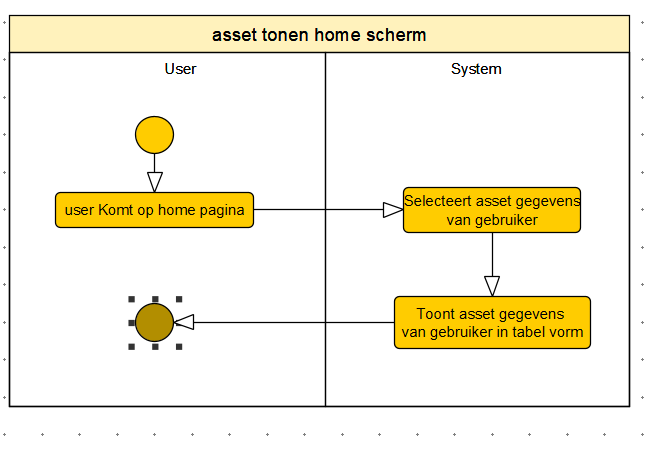 asset tonen home scherm
User
System
user Komt op home pagina
Selecteert asset gegevens
van gebruiker
Toont asset gegevens
van gebruiker in tabel vorm